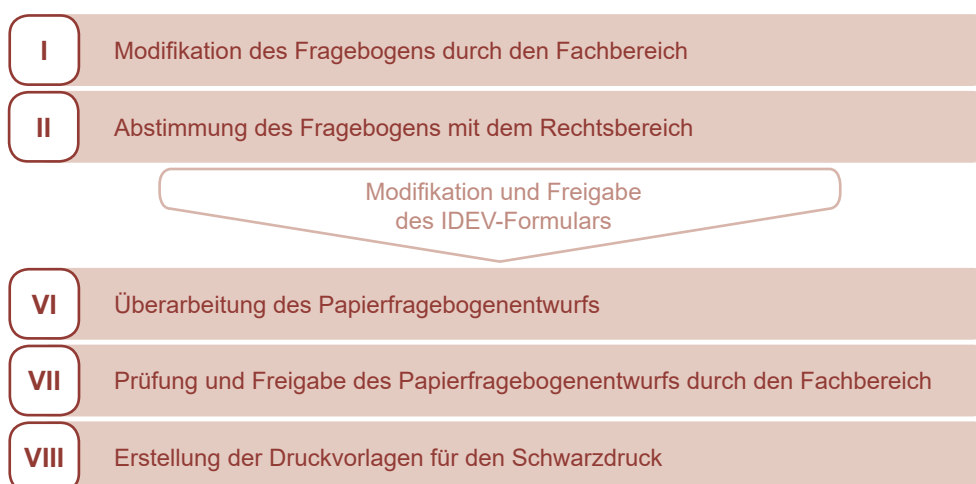 I
Modifikation des Fragebogens durch den Fachbereich
II
Abstimmung des Fragebogens mit dem Rechtsbereich
Modifikation und Freigabe
des IDEV-Formulars
VI
Überarbeitung des Papierfragebogenentwurfs
VII
Prüfung und Freigabe des Papierfragebogenentwurfs durch den Fachbereich
VIII
Erstellung der Druckvorlagen für den Schwarzdruck